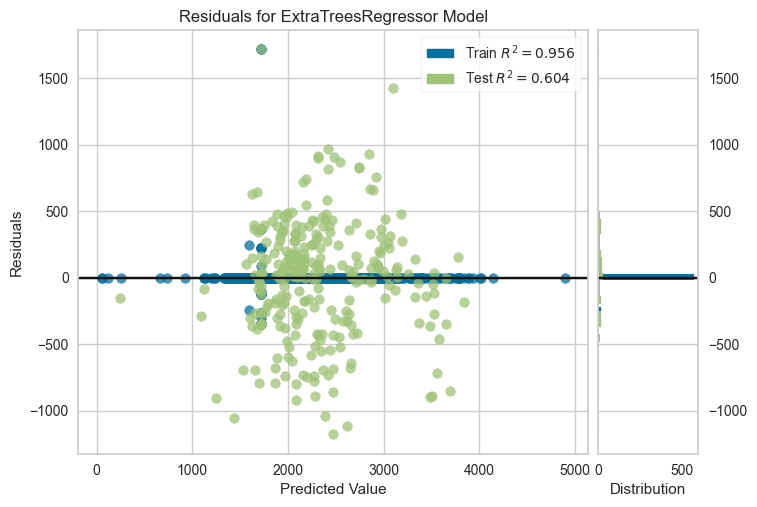 Residuals for ExtraTreesRegressor Model
Train R² = 0.956
Test R² = 0.604
Residuals
1500
1000
500
0
−500
−1000
1500
1000
500
0
−500
−1000
0 1000 2000 3000 4000 5000
0 500
Predicted Value
Distribution